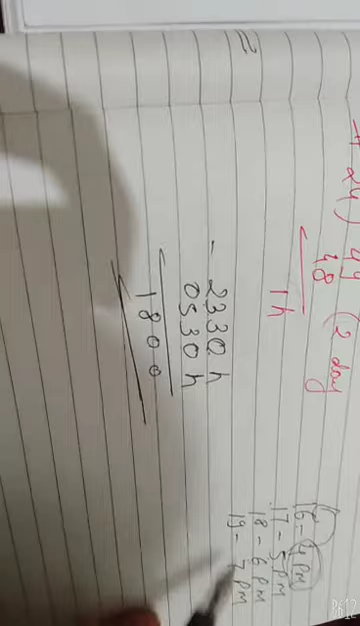 24) 49 (2 day
48
1h
- 2330 h
0530 h
1800
16 - 4 pm
17 - 5 pm
18 - 6 pm
19 - 7 pm